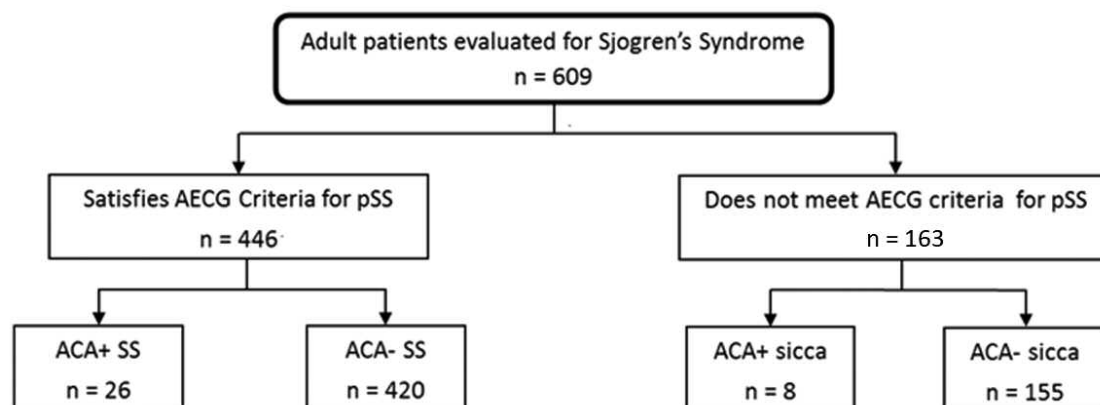 Adult patients evaluated for Sjogren's Syndrome
n = 609
Satisfies AECG Criteria for pSS
n = 446
Does not meet AECG criteria for pSS
n = 163
ACA+ SS
n = 26
ACA- SS
n = 420
ACA+ sicca
n = 8
ACA- sicca
n = 155